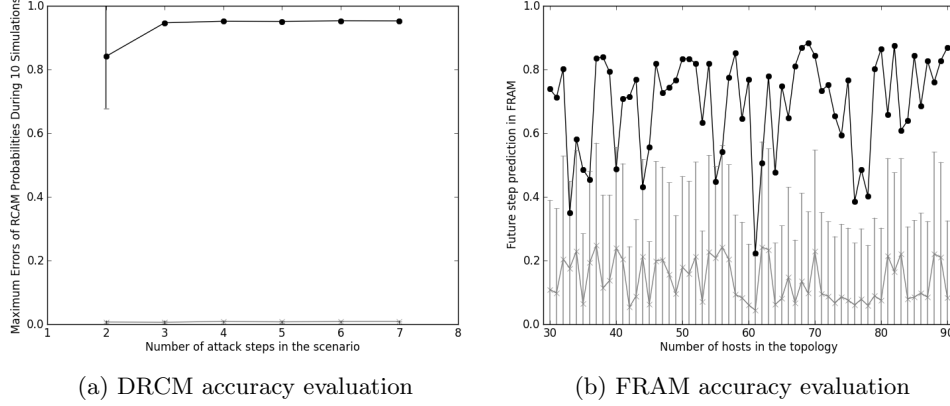 Maximum Errors of RCAM Probabilities During 10 Simulations
1.0
0.8
0.6
0.4
0.2
0.0
1 2 3 4 5 6 7 8
Number of attack steps in the scenario
(a) DRCM accuracy evaluation
Future step prediction in FRAM
1.0
0.8
0.6
0.4
0.2
0.0
30 40 50 60 70 80 90
Number of hosts in the topology
(b) FRAM accuracy evaluation